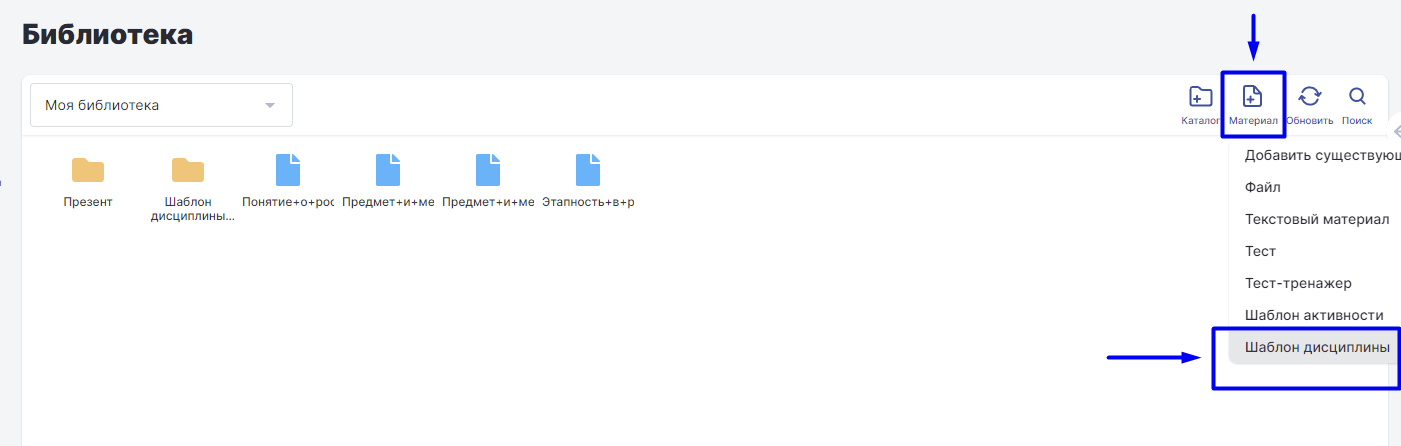 Библиотека
Моя библиотека
Каталог
Материал
Обновить
Поиск
Презент
Шаблон
дисциплины...
Понятие+о+рос
Предмет+и+ме
Предмет+и+ме
Этапность+в+р
Добавить существующ
Файл
Текстовый материал
Тест
Тест-тренажер
Шаблон активности
Шаблон дисциплины